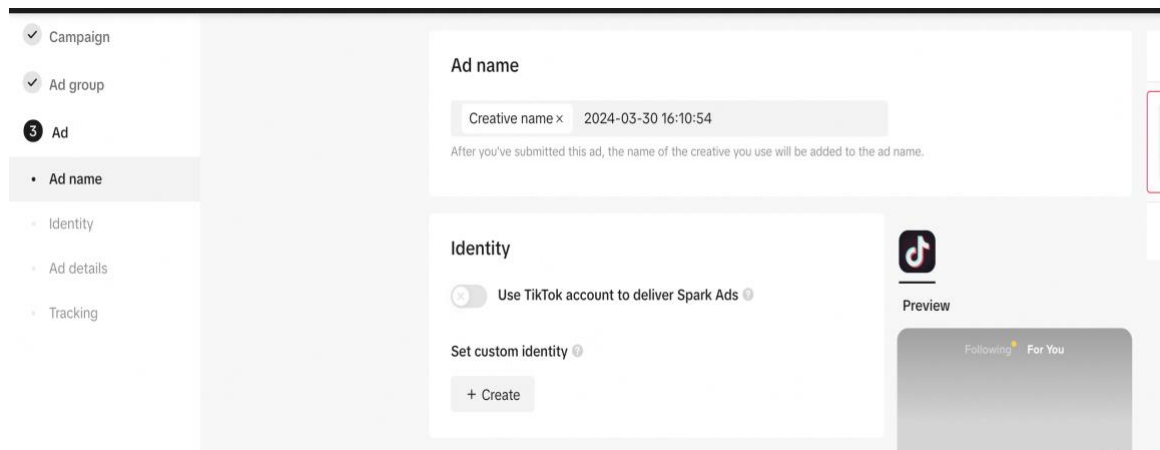 Campaign
Ad group
3 Ad
Ad name
Identity
Ad details
Tracking
Ad name
Creative name × 2024-03-30 16:10:54
After you've submitted this ad, the name of the creative you use will be added to the ad name.
Identity
Use TikTok account to deliver Spark Ads ?
Set custom identity ?
+ Create
Preview
Following For You